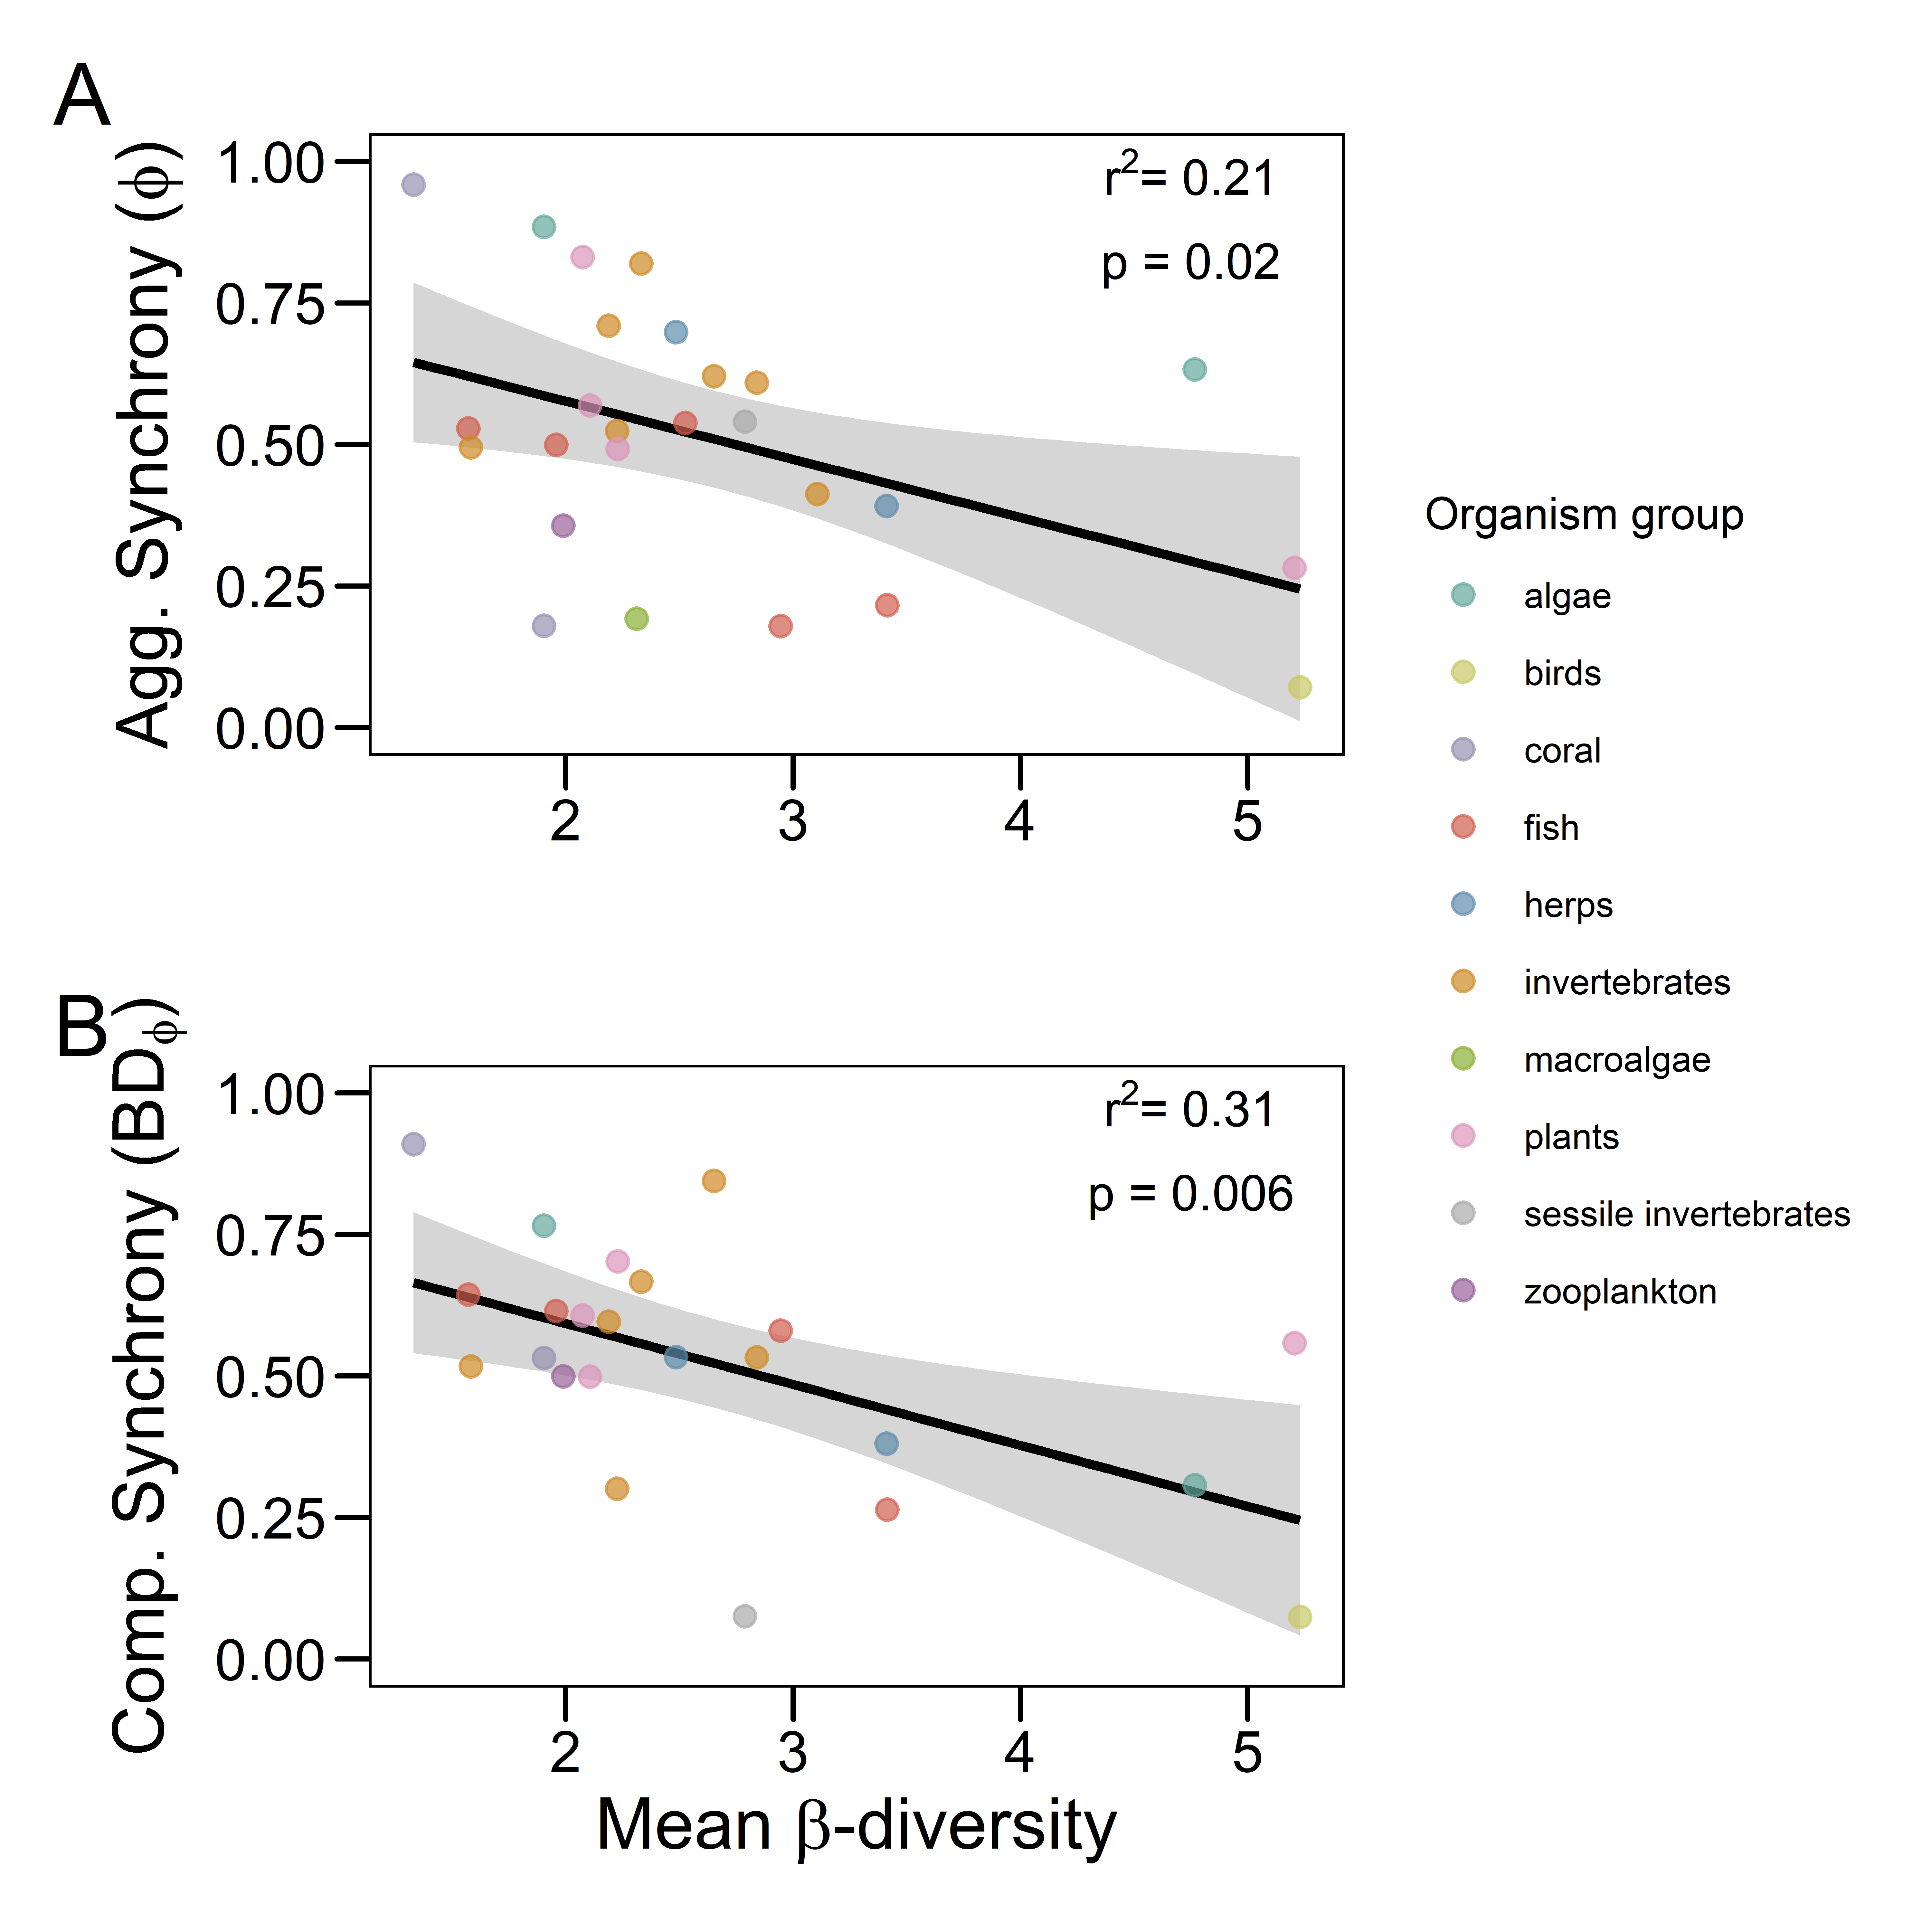 A
Agg. Synchrony (ϕ)
1.00
0.75
0.50
0.25
0.00
r²= 0.21
p = 0.02
2 3 4 5
Organism group
algae
birds
coral
fish
herps
invertebrates
macroalgae
plants
sessile invertebrates
zooplankton
B
Comp. Synchrony (BDϕ)
1.00
0.75
0.50
0.25
0.00
r²= 0.31
p = 0.006
2 3 4 5
Mean β-diversity